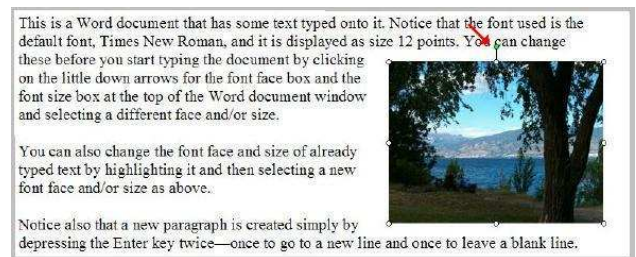 This is a Word document that has some text typed onto it. Notice that the font used is the
default font, Times New Roman, and it is displayed as size 12 points. You can change
these before you start typing the document by clicking
on the little down arrows for the font face box and the
font size box at the top of the Word document window
and selecting a different face and/or size.
You can also change the font face and size of already
typed text by highlighting it and then selecting a new
font face and/or size as above.
Notice also that a new paragraph is created simply by
depressing the Enter key twice—once to go to a new line and once to leave a blank line.